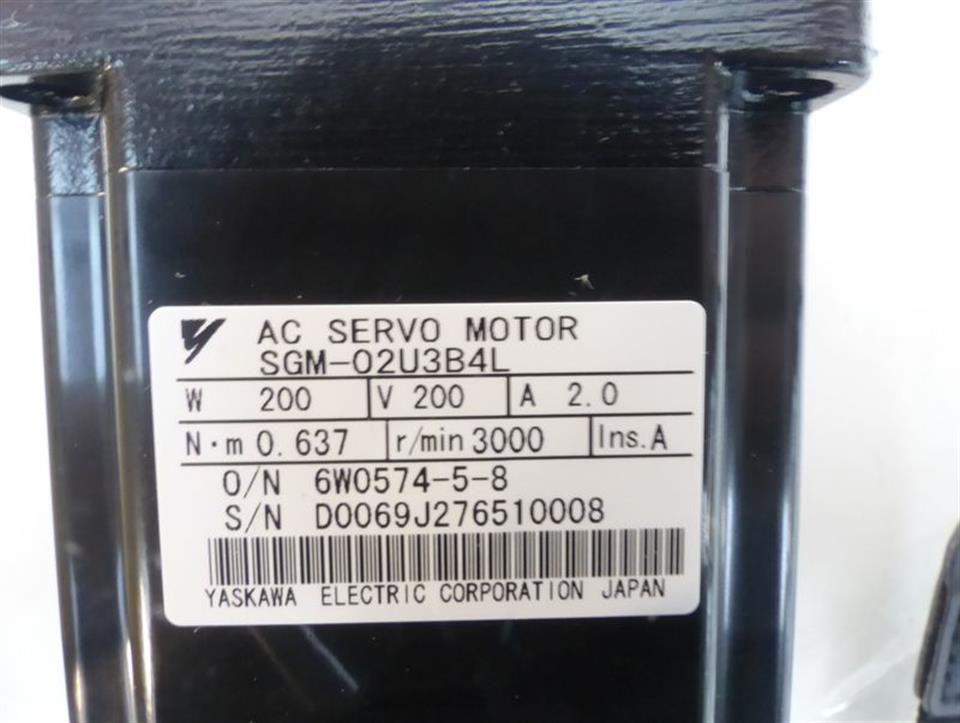 AC SERVO MOTOR
SGM-02U3B4L
W 200 V 200 A 2.0
N·m 0.637 r/min 3000 Ins.A
O/N 6W0574-5-8
S/N D0069J276510008
YASKAWA ELECTRIC CORPORATION JAPAN